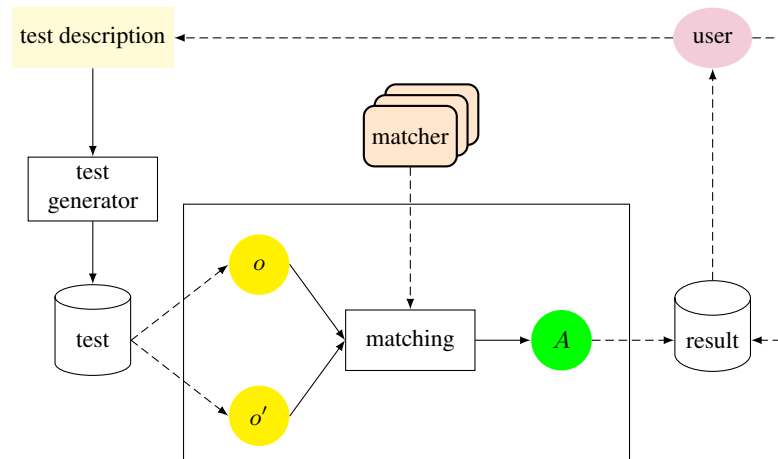 test description
user
matcher
test
generator
o
test
matching
A
result
o′